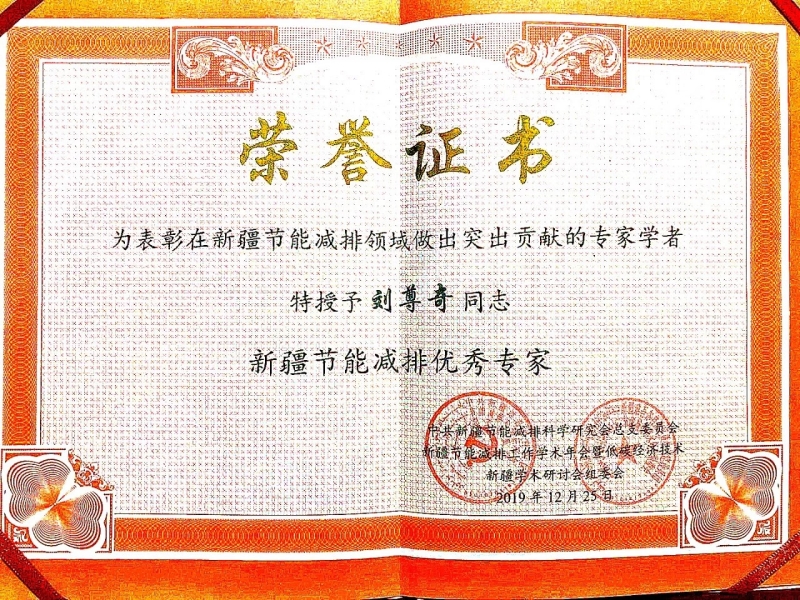 荣誉证书
为表彰在新疆节能减排领域做出突出贡献的专家学者
特授予刘尊奇同志
新疆节能减排优秀专家
中共新疆节能减排科学研究会总支委员会
新疆节能减排工作学术年会暨低碳经济技术
新疆学术研讨会组委会
2019年12月25日